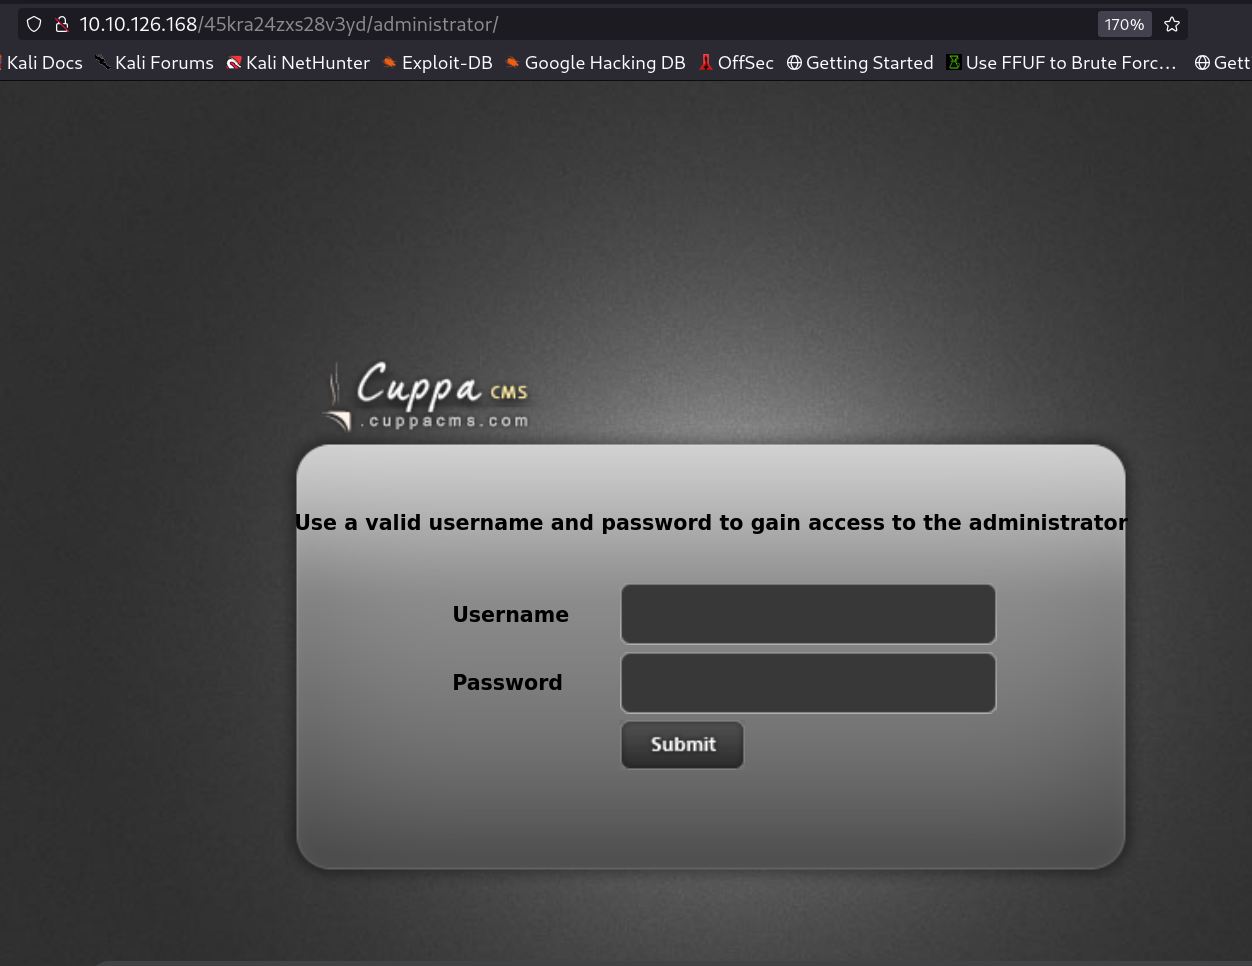 10.10.126.168/45kra24zxs28v3yd/administrator/ 170%
Kali Docs Kali Forums Kali NetHunter Exploit-DB Google Hacking DB OffSec Getting Started Use FFUF to Brute Forc… Gett
Cuppa CMS
.cuppacms.com
Use a valid username and password to gain access to the administrator
Username
Password
Submit